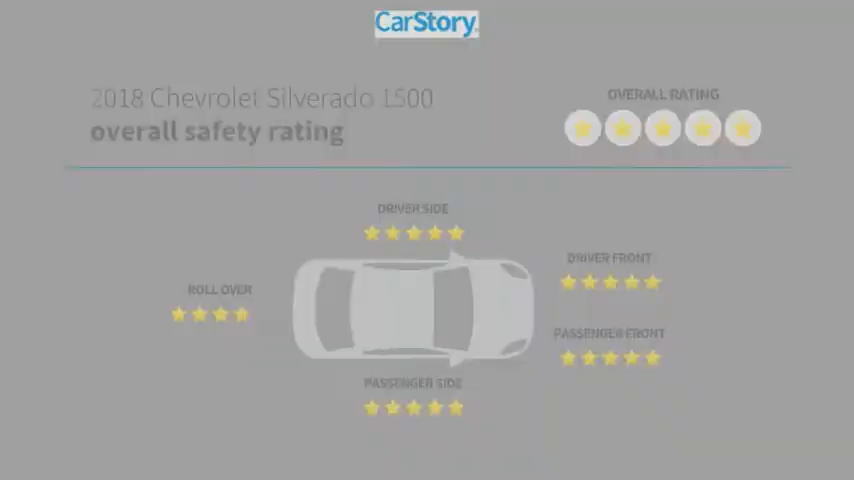 CarStory
2018 Chevrolet Silverado 1500
overall safety rating
OVERALL RATING
DRIVER SIDE
DRIVER FRONT
ROLL OVER
PASSENGER FRONT
PASSENGER SIDE